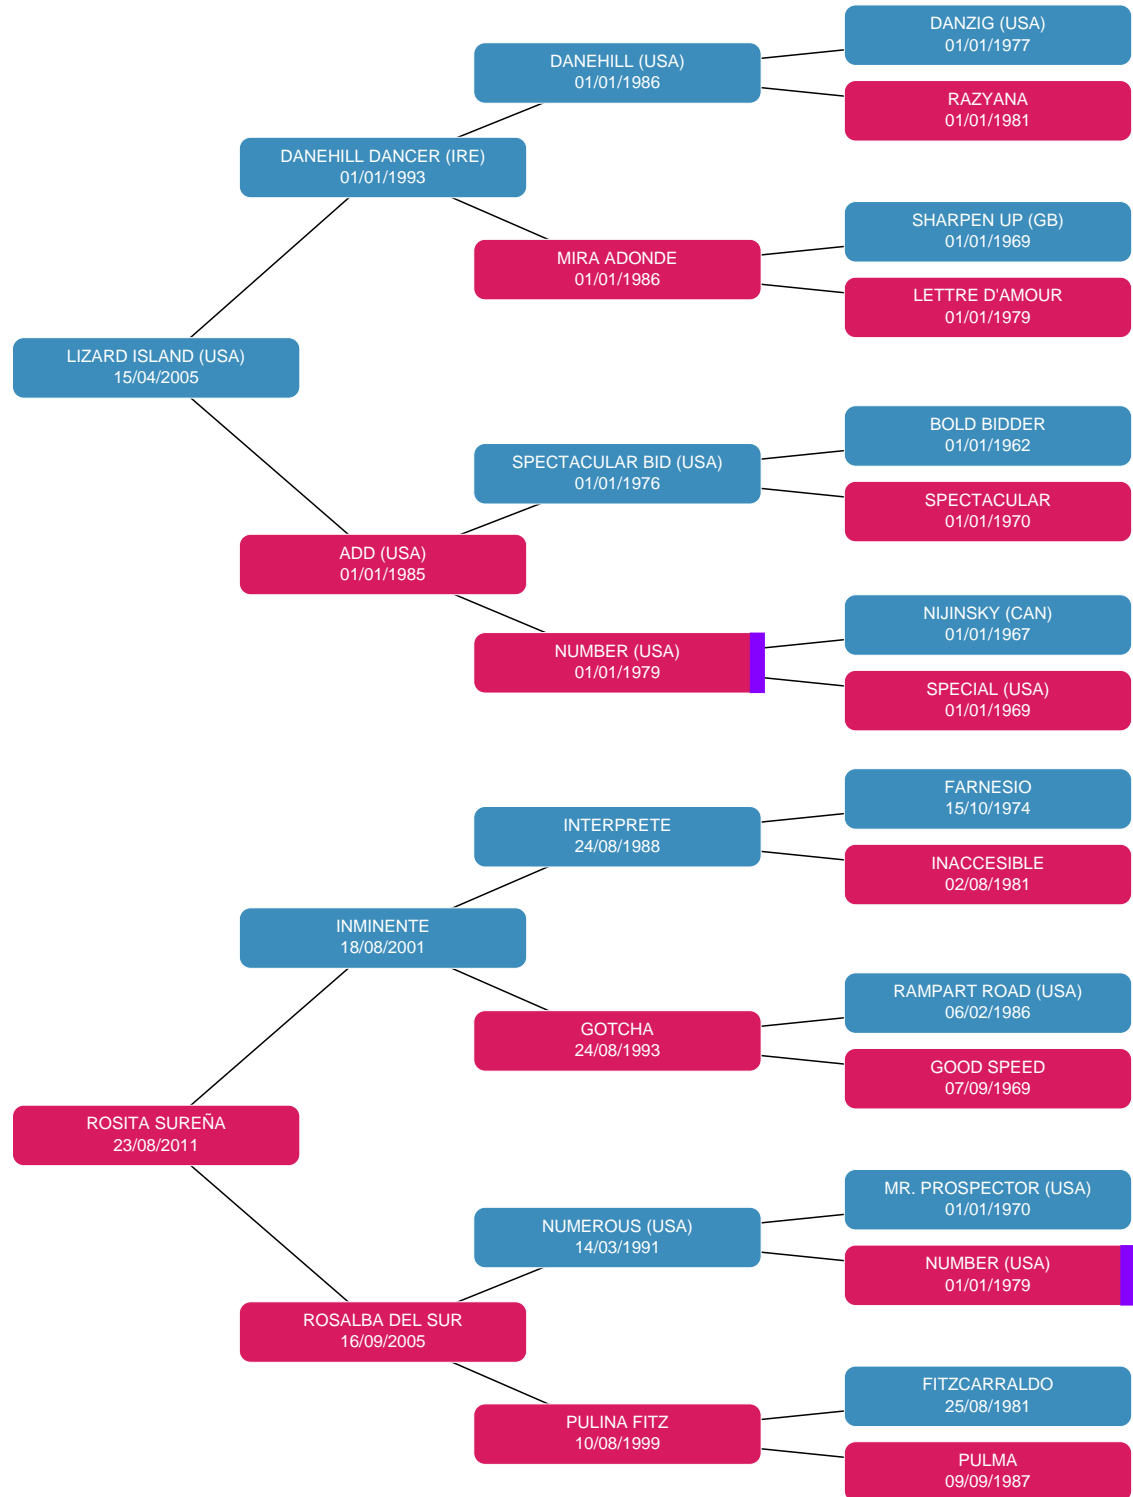 DANZIG (USA)
01/01/1977
DANEHILL (USA)
01/01/1986
RAZYANA
01/01/1981
DANEHILL DANCER (IRE)
01/01/1993
SHARPEN UP (GB)
01/01/1969
MIRA ADONDE
01/01/1986
LETTRE D'AMOUR
01/01/1979
LIZARD ISLAND (USA)
15/04/2005
BOLD BIDDER
01/01/1962
SPECTACULAR BID (USA)
01/01/1976
SPECTACULAR
01/01/1970
ADD (USA)
01/01/1985
NIJINSKY (CAN)
01/01/1967
NUMBER (USA)
01/01/1979
SPECIAL (USA)
01/01/1969
FARNESIO
15/10/1974
INTERPRETE
24/08/1988
INACCESIBLE
02/08/1981
INMINENTE
18/08/2001
RAMPART ROAD (USA)
06/02/1986
GOTCHA
24/08/1993
GOOD SPEED
07/09/1969
ROSITA SUREÑA
23/08/2011
MR. PROSPECTOR (USA)
01/01/1970
NUMEROUS (USA)
14/03/1991
NUMBER (USA)
01/01/1979
ROSALBA DEL SUR
16/09/2005
FITZCARRALDO
25/08/1981
PULINA FITZ
10/08/1999
PULMA
09/09/1987